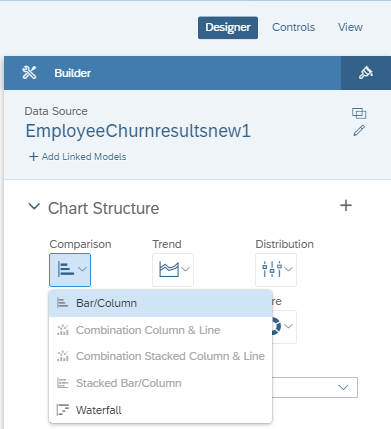 Designer Controls View
Builder
Data Source
EmployeeChurnresultsnew1
+ Add Linked Models
Chart Structure
Comparison Trend Distribution
Bar/Column
Combination Column & Line
Combination Stacked Column & Line
Stacked Bar/Column
Waterfall